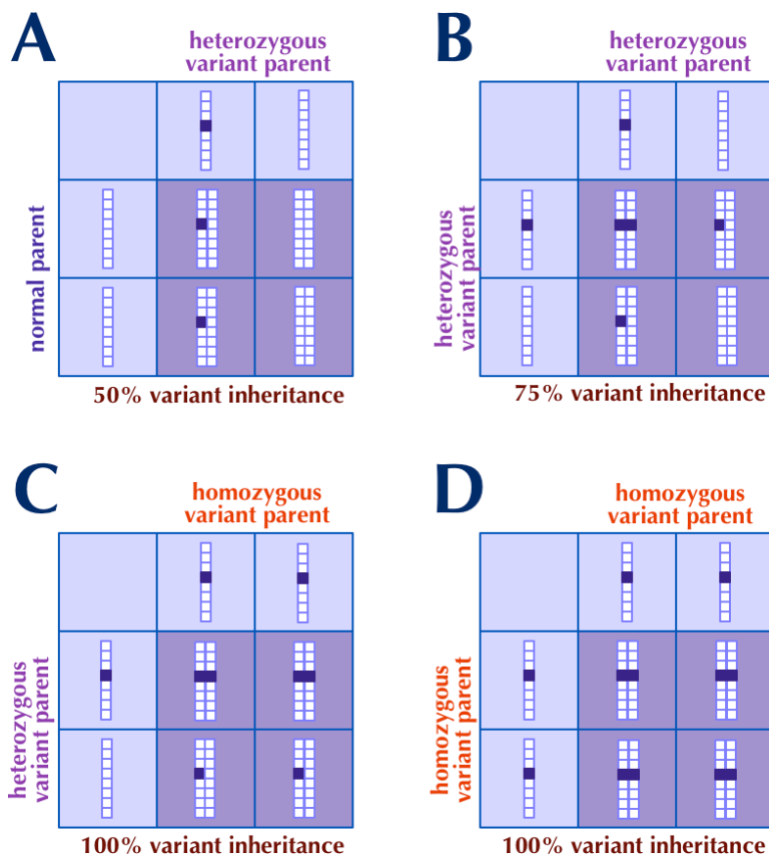 A
heterozygous
variant parent
normal parent
50% variant inheritance
B
heterozygous
variant parent
heterozygous
variant parent
75% variant inheritance
C
homozygous
variant parent
heterozygous
variant parent
100% variant inheritance
D
homozygous
variant parent
homozygous
variant parent
100% variant inheritance